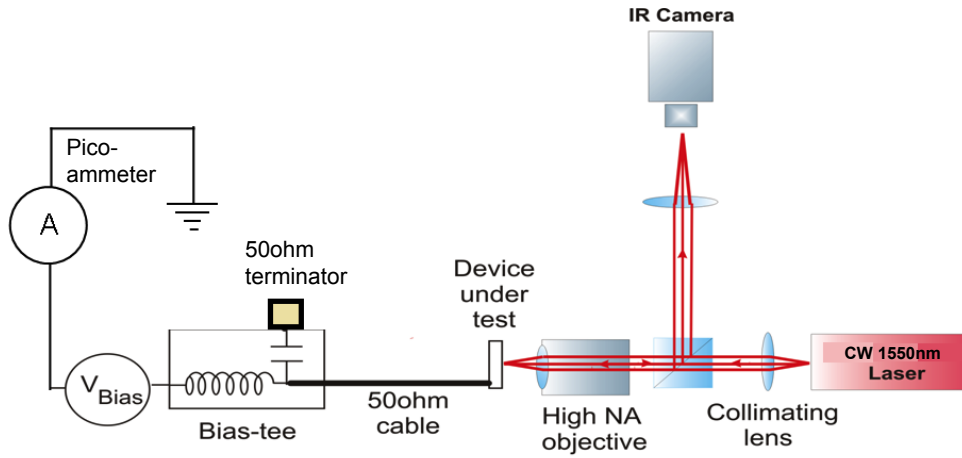 IR Camera
Pico-
ammeter
A
50ohm
terminator
Device
under
test
V Bias
Bias-tee
50ohm
cable
High NA
objective
Collimating
lens
CW 1550nm
Laser